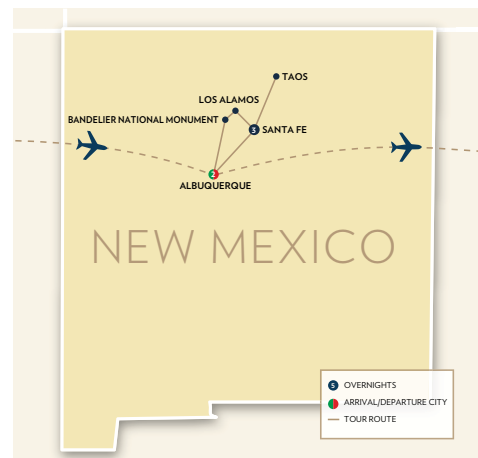 TAOS
LOS ALAMOS
BANDELIER NATIONAL MONUMENT
3 SANTA FE
2
ALBUQUERQUE
NEW MEXICO
5 OVERNIGHTS
ARRIVAL/DEPARTURE CITY
TOUR ROUTE